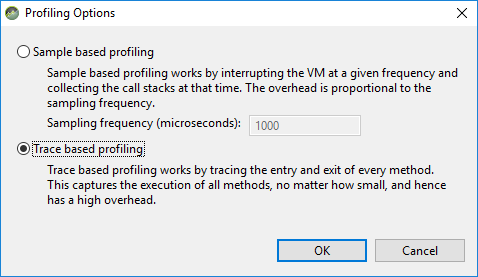 Profiling Options
Sample based profiling
Sample based profiling works by interrupting the VM at a given frequency and
collecting the call stacks at that time. The overhead is proportional to the
sampling frequency.
Sampling frequency (microseconds): 1000
Trace based profiling
Trace based profiling works by tracing the entry and exit of every method.
This captures the execution of all methods, no matter how small, and hence
has a high overhead.
OK Cancel